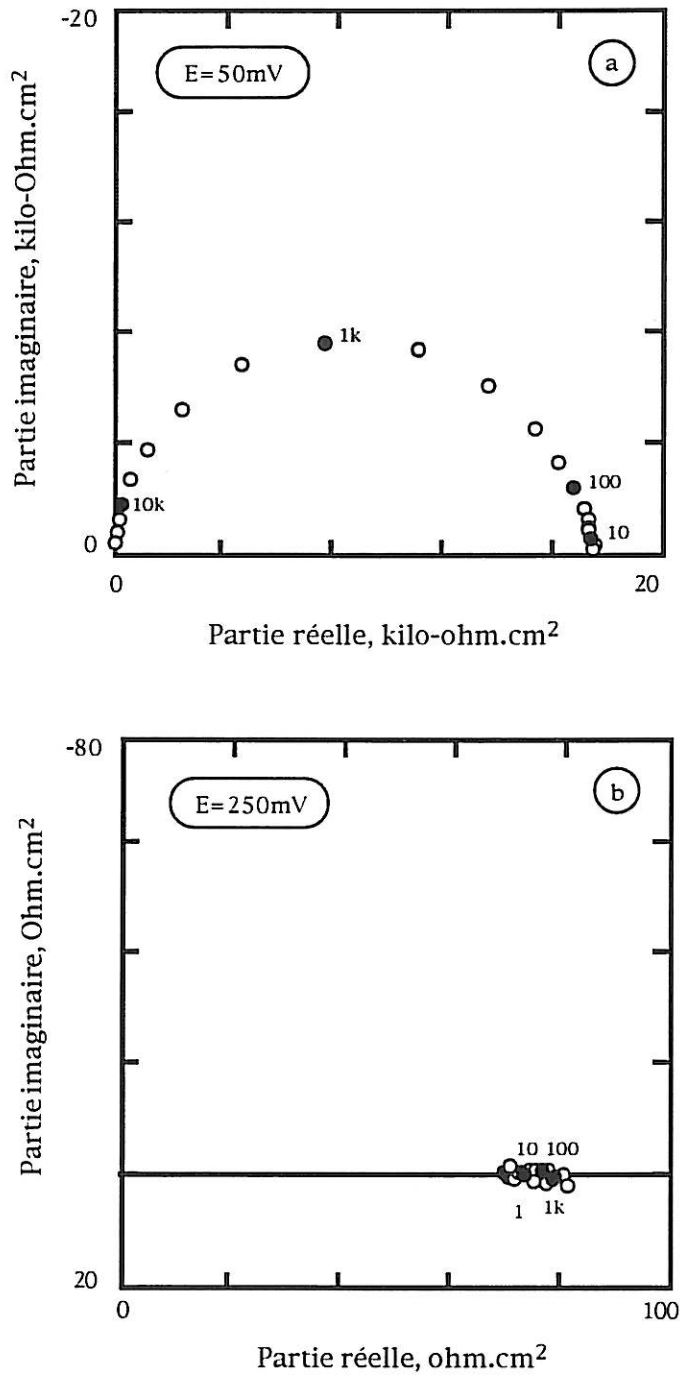 -20
E=50mV
a
Partie imaginaire, kilo-Ohm.cm²
1k
10k
100
10
0
0
20
Partie réelle, kilo-ohm.cm²
-80
E=250mV
b
Partie imaginaire, Ohm.cm²
10 100
1 1k
20
0
100
Partie réelle, ohm.cm²